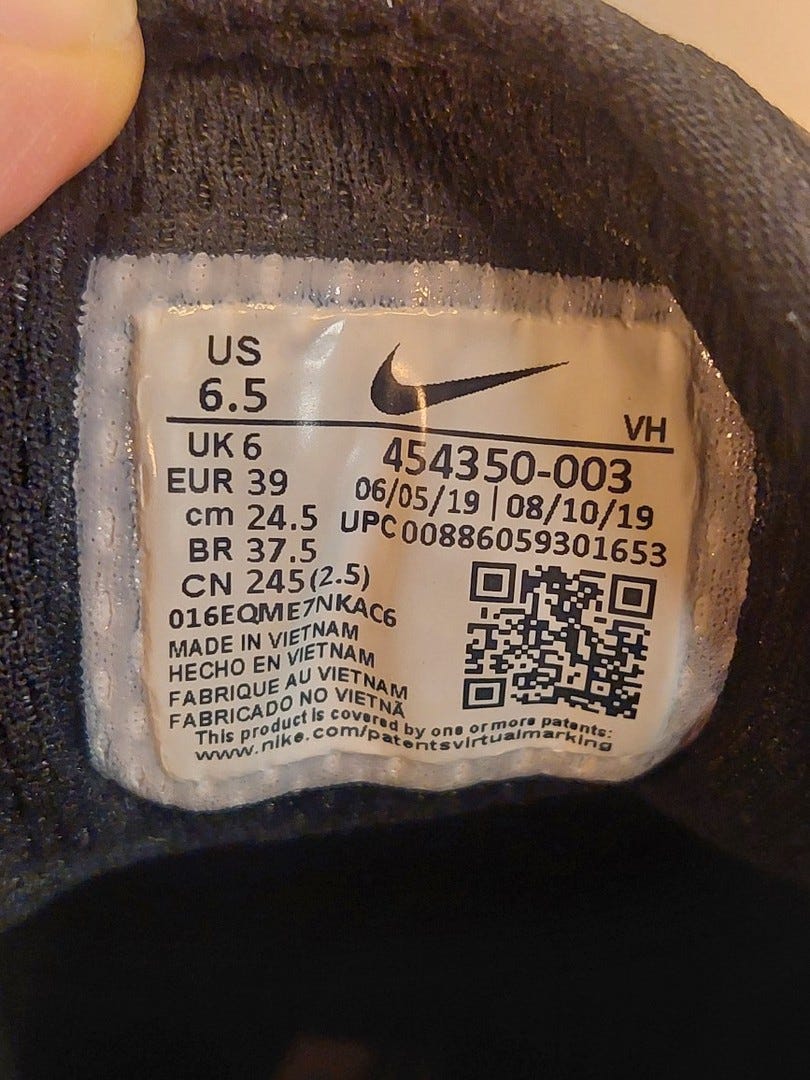 US
6.5
VH
UK 6
EUR 39
cm 24.5
BR 37.5
CN 245(2.5)
454350-003
06/05/19 | 08/10/19
UPC00886059301653
016EQME7NKAC6
MADE IN VIETNAM
HECHO EN VIETNAM
FABRIQUE AU VIETNAM
FABRICADO NO VIETNÃ
This product is covered by one or more patents:
www.nike.com/patentsvirtualmarking